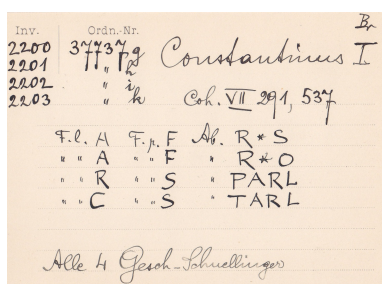 Br
Inv. Ordn.-Nr.
2200 37737 g Constantinus I
2201 " h
2202 " i
2203 " k Coh. VII 291, 537
F.l. A F.r. F Ab. R*S
" " A " " F " R*O
" " R " " S " PARL
" " C " " S " TARL
Alle 4 Gesch-Schuellinger